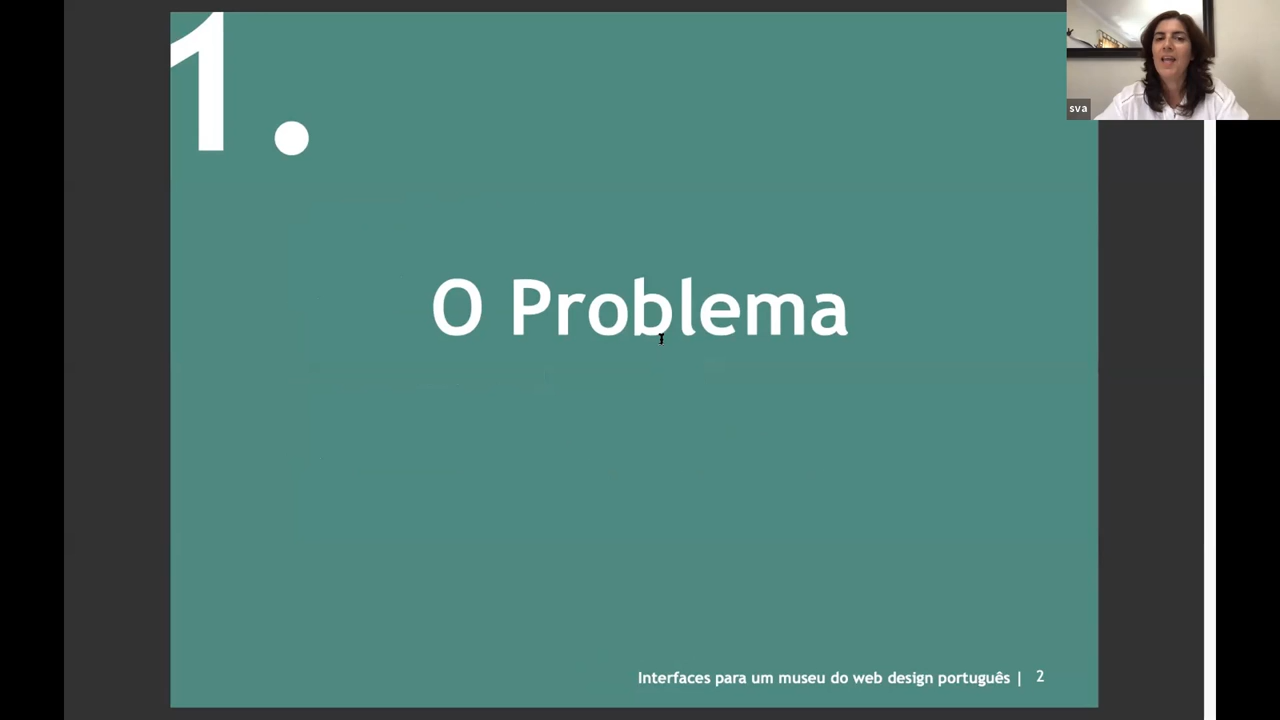 1.
sva
O Problema
Interfaces para um museu do web design português | 2